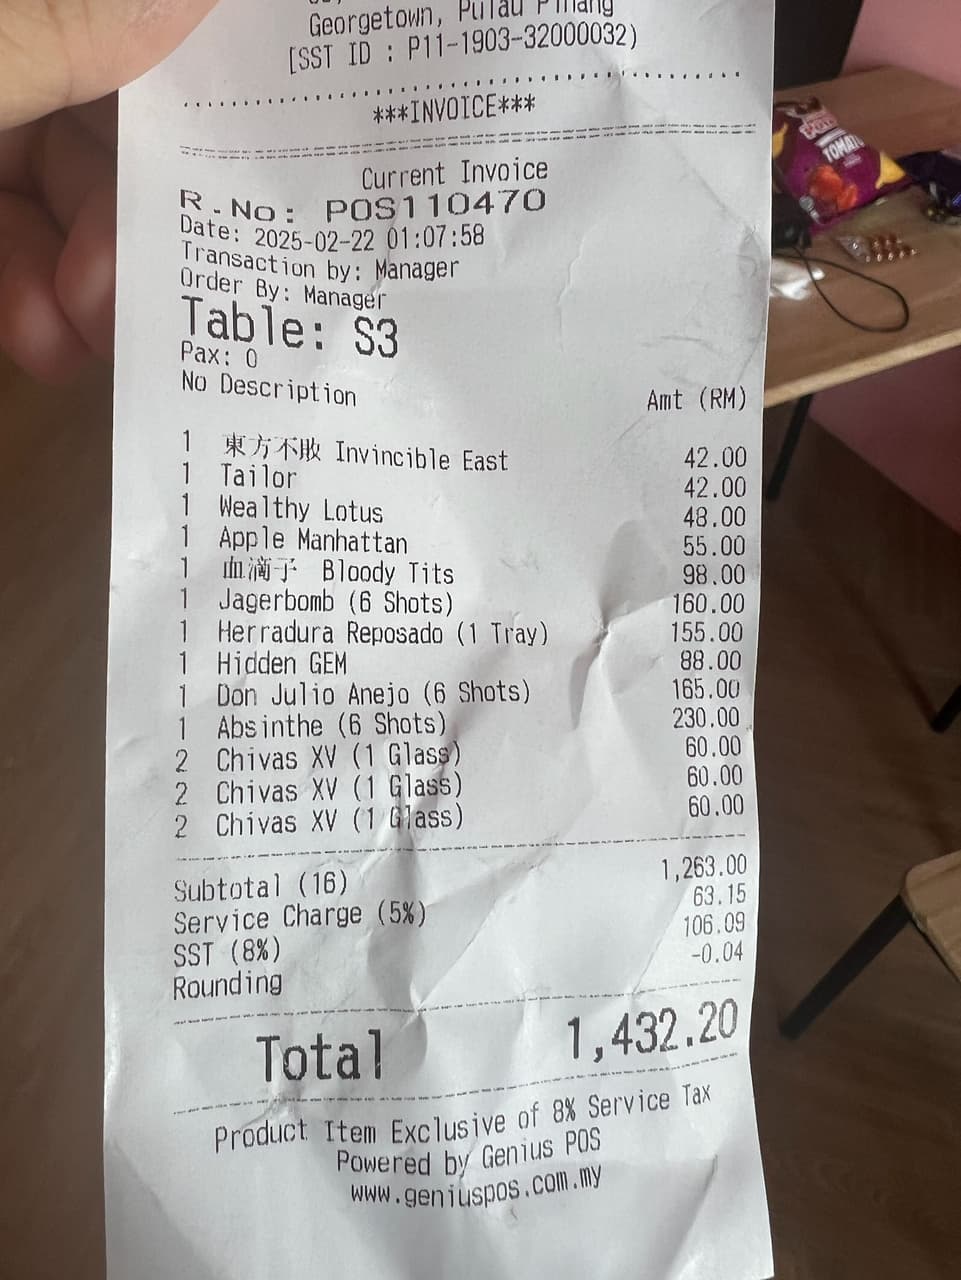 Georgetown, Pulau Pinang
[SST ID : P11-1903-32000032)
***INVOICE***
Current Invoice
R.No: POS110470
Date: 2025-02-22 01:07:58
Transaction by: Manager
Order By: Manager
Table: S3
Pax: 0
No Description Amt (RM)
1 東方不敗 Invincible East 42.00
1 Tailor 42.00
1 Wealthy Lotus 48.00
1 Apple Manhattan 55.00
1 血滴子 Bloody Tits 98.00
1 Jagerbomb (6 Shots) 160.00
1 Herradura Reposado (1 Tray) 155.00
1 Hidden GEM 88.00
1 Don Julio Anejo (6 Shots) 165.00
1 Absinthe (6 Shots) 230.00
2 Chivas XV (1 Glass) 60.00
2 Chivas XV (1 Glass) 60.00
2 Chivas XV (1 Glass) 60.00
Subtotal (16) 1,263.00
Service Charge (5%) 63.15
SST (8%) 106.09
Rounding -0.04
Total 1,432.20
Product Item Exclusive of 8% Service Tax
Powered by Genius POS
www.geniuspos.com.my
TOMATO